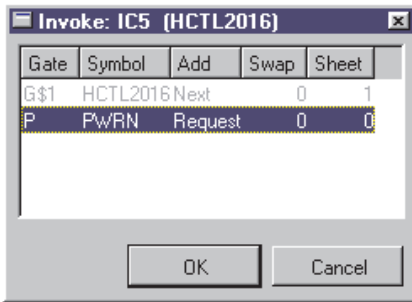 Invoke: IC5 (HCTL2016)
Gate Symbol Add Swap Sheet
G$1 HCTL2016 Next 0 1
P PWRN Request 0 0
OK Cancel